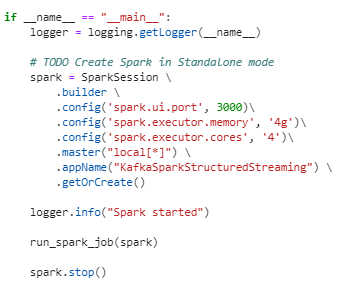 if __name__ == "__main__":
    logger = logging.getLogger(__name__)

    # TODO Create Spark in Standalone mode
    spark = SparkSession \
        .builder \
        .config('spark.ui.port', 3000)\
        .config('spark.executor.memory', '4g')\
        .config('spark.executor.cores', '4')\
        .master("local[*]") \
        .appName("KafkaSparkStructuredStreaming") \
        .getOrCreate()

    logger.info("Spark started")

    run_spark_job(spark)

    spark.stop()